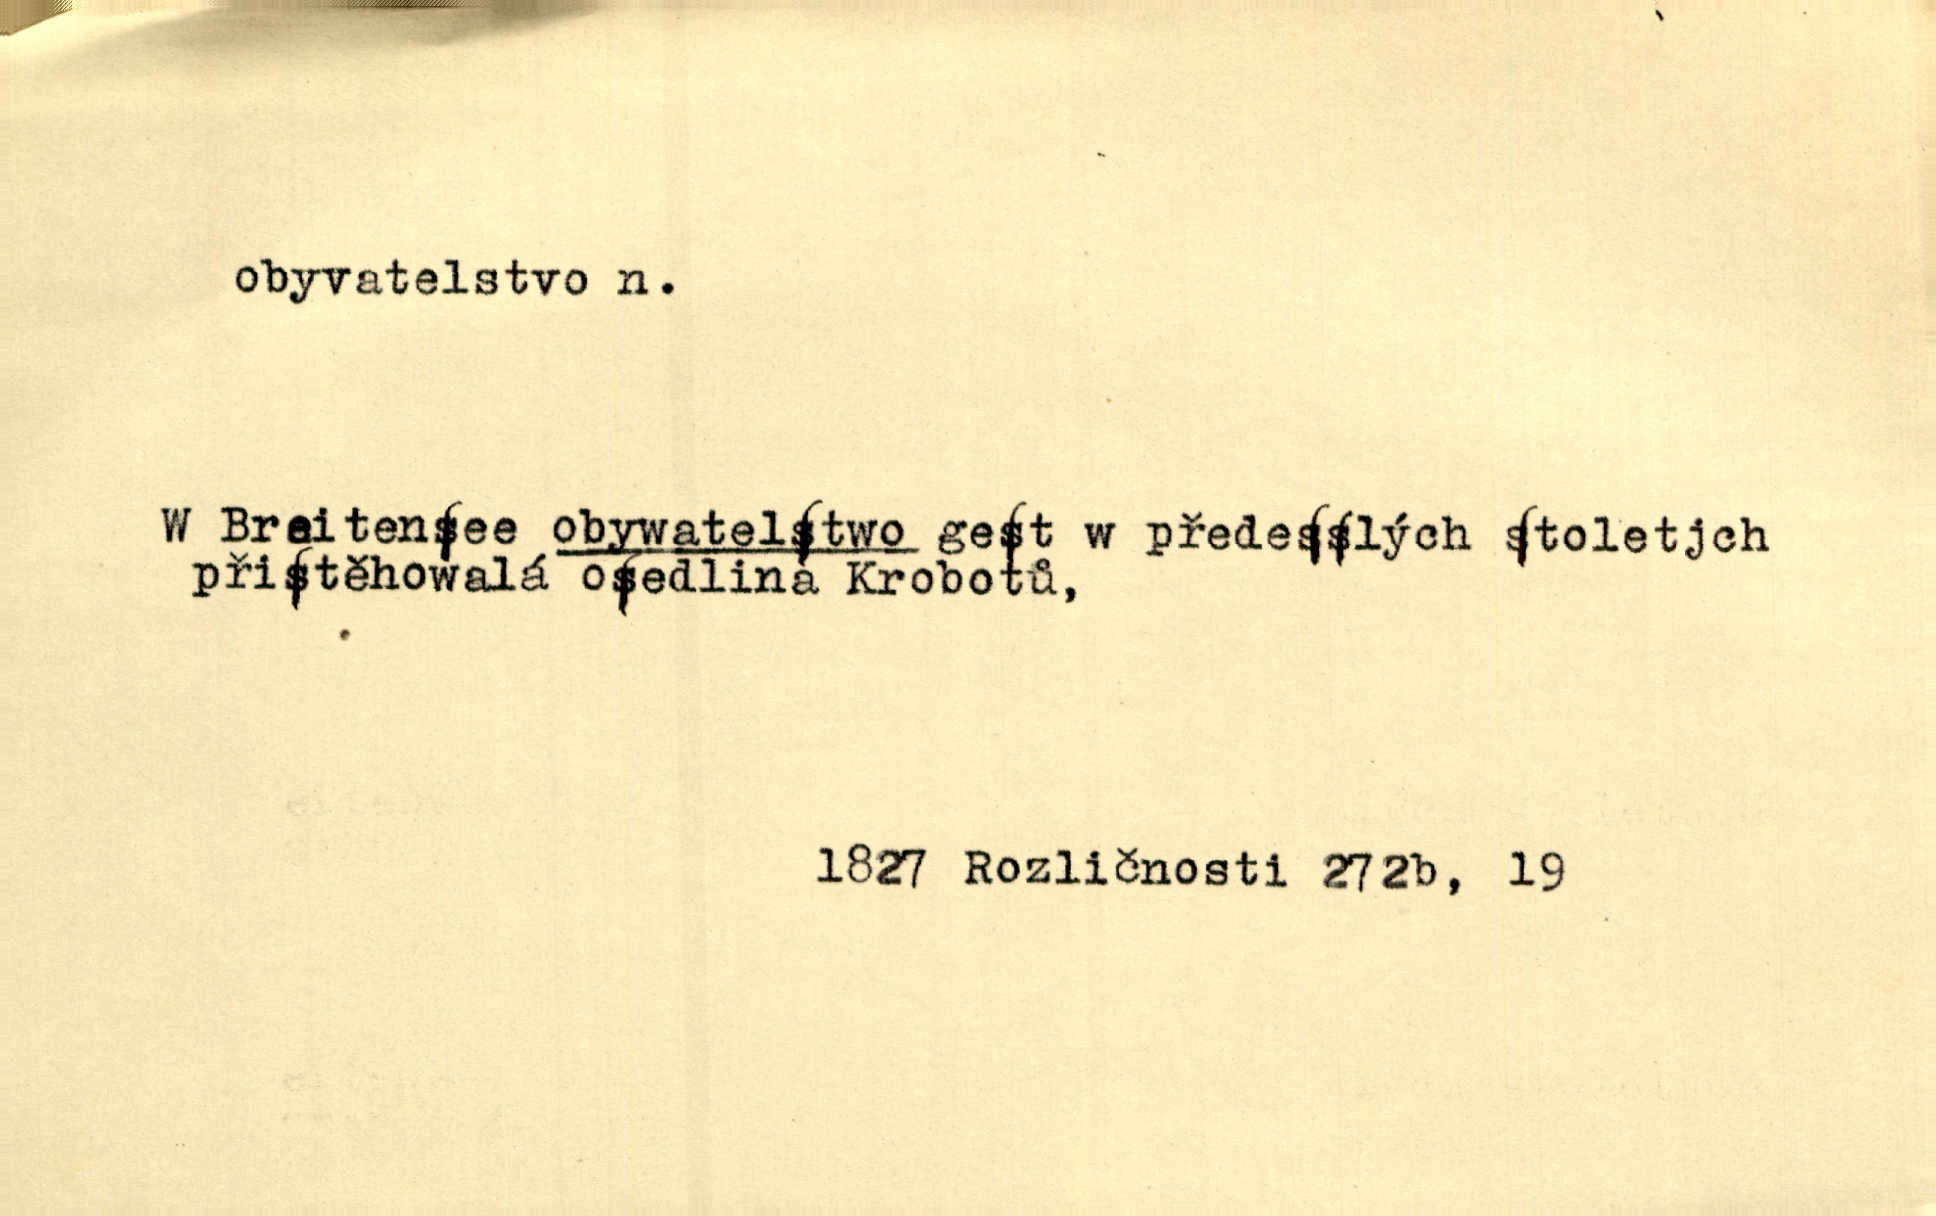 obyvatelstvo n.
W Breitenſee obywatelſtwo geſt w předeſſlých ſtoletjch
přiſtěhowalá oſedlina Krobotů,
1827 Rozličnosti 272b, 19